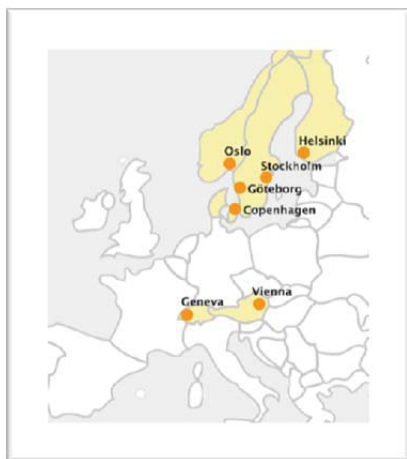 Helsinki
Oslo
Stockholm
Göteborg
Copenhagen
Vienna
Geneva